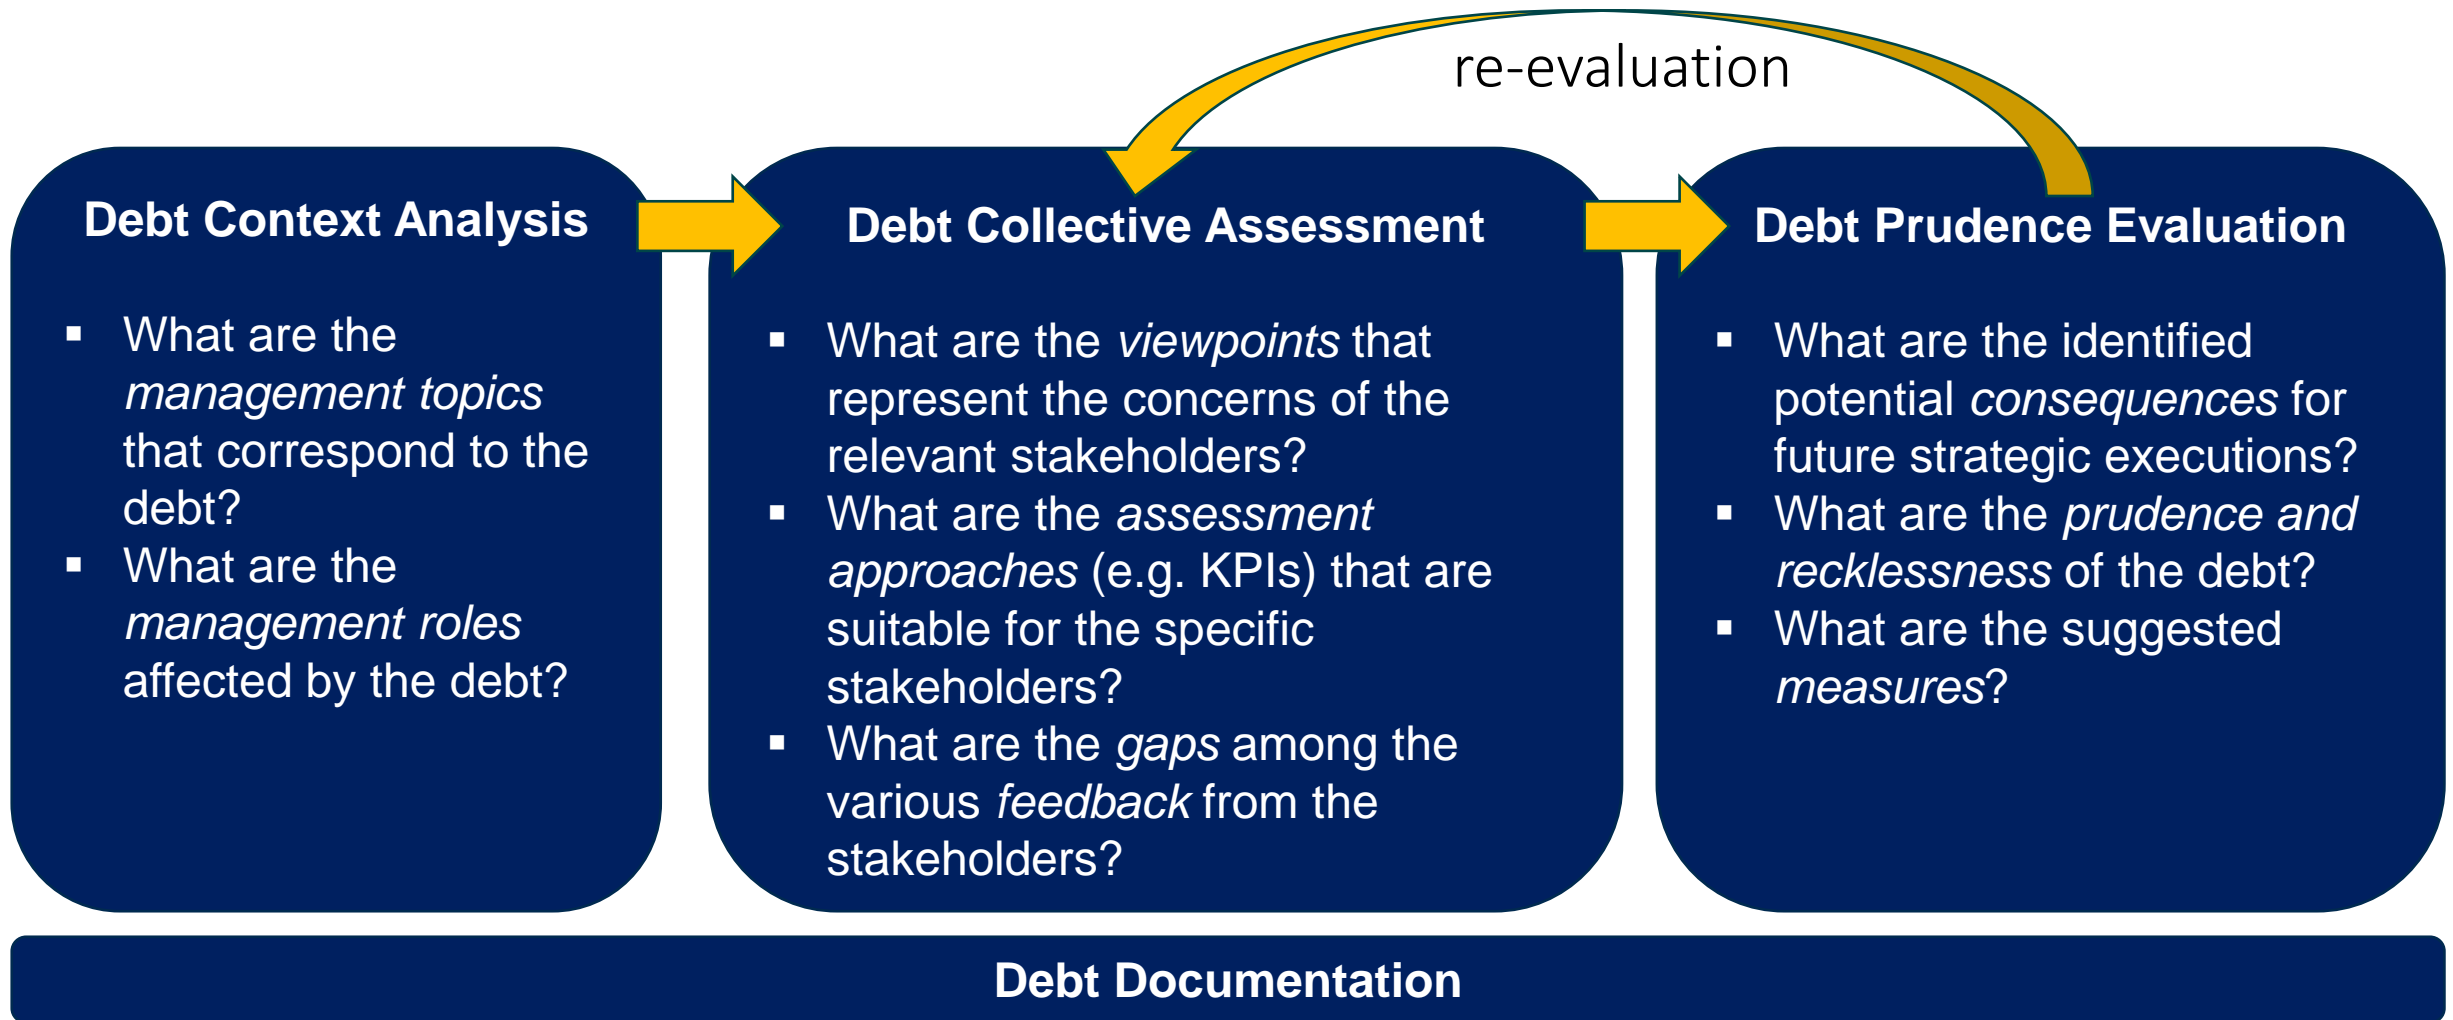 re-evaluation
Debt Context Analysis
▪ What are the
management topics
that correspond to the
debt?
▪ What are the
management roles
affected by the debt?
Debt Collective Assessment
▪ What are the viewpoints that
represent the concerns of the
relevant stakeholders?
▪ What are the assessment
approaches (e.g. KPIs) that are
suitable for the specific
stakeholders?
▪ What are the gaps among the
various feedback from the
stakeholders?
Debt Prudence Evaluation
▪ What are the identified
potential consequences for
future strategic executions?
▪ What are the prudence and
recklessness of the debt?
▪ What are the suggested
measures?
Debt Documentation